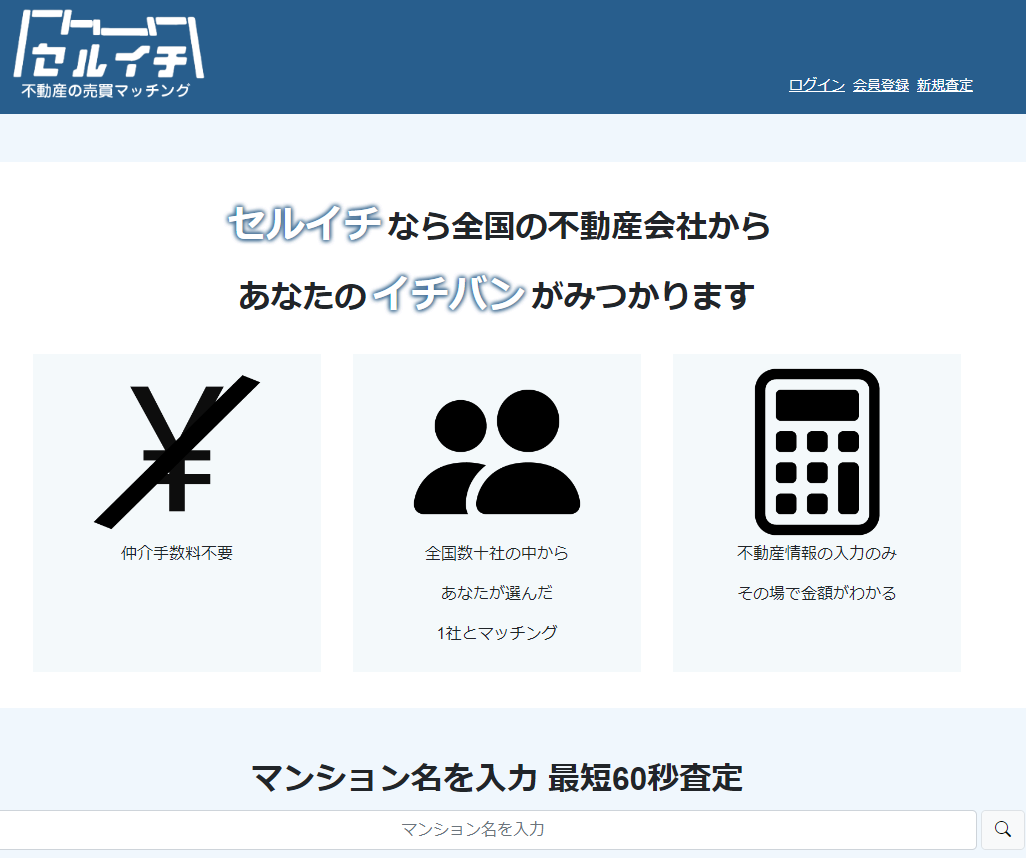 セルイチ
不動産の売買マッチング
ログイン 会員登録 新規査定
セルイチなら全国の不動産会社から
あなたのイチバンがみつかります
¥
仲介手数料不要
全国数十社の中から
あなたが選んだ
1社とマッチング
不動産情報の入力のみ
その場で金額がわかる
マンション名を入力 最短60秒査定
マンション名を入力